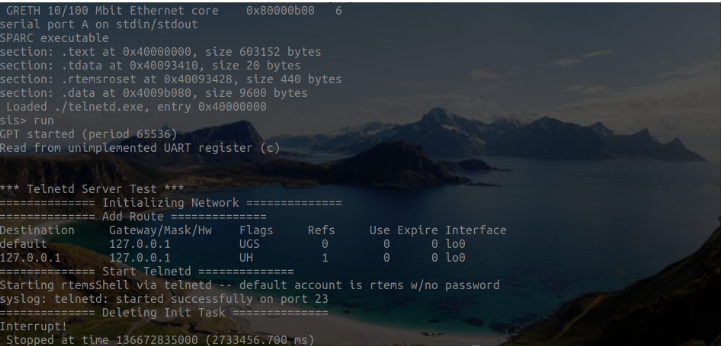 GRETH 10/100 Mbit Ethernet core    0x80000b00   6
serial port A on stdin/stdout
SPARC executable
section: .text at 0x40000000, size 603152 bytes
section: .tdata at 0x40093410, size 20 bytes
section: .rtemsroset at 0x40093428, size 440 bytes
section: .data at 0x4009b080, size 9600 bytes
Loaded ./telnetd.exe, entry 0x40000000
sis> run
GPT started (period 65536)
Read from unimplemented UART register (c)
*** Telnetd Server Test ***
============== Initializing Network ==============
============== Add Route ==============
Destination     Gateway/Mask/Hw    Flags     Refs     Use Expire Interface
default         127.0.0.1          UGS         0        0      0 lo0
127.0.0.1       127.0.0.1          UH          1        0      0 lo0
============== Start Telnetd ==============
Starting rtemsShell via telnetd -- default account is rtems w/no password
syslog: telnetd: started successfully on port 23
============== Deleting Init Task ==============
Interrupt!
Stopped at time 136672835000 (2733456.700 ms)